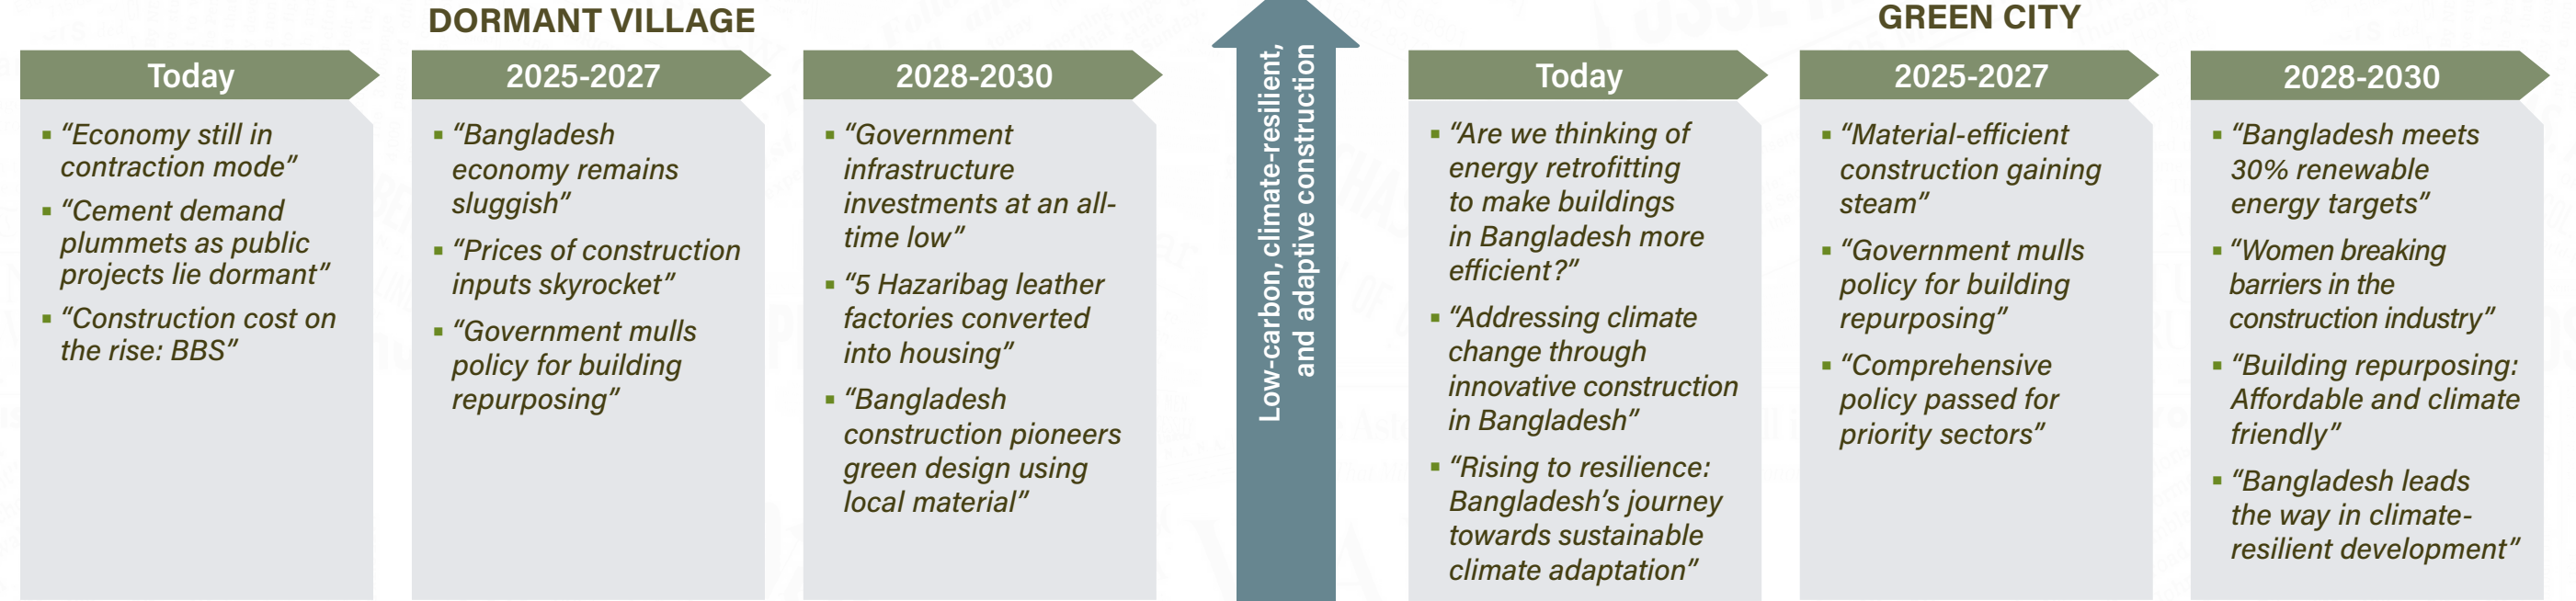 DORMANT VILLAGE
Today
▪ “Economy still in
contraction mode”
▪ “Cement demand
plummets as public
projects lie dormant”
▪ “Construction cost on
the rise: BBS”
2025-2027
▪ “Bangladesh
economy remains
sluggish”
▪ “Prices of construction
inputs skyrocket”
▪ “Government mulls
policy for building
repurposing”
2028-2030
▪ “Government
infrastructure
investments at an all-
time low”
▪ “5 Hazaribag leather
factories converted
into housing”
▪ “Bangladesh
construction pioneers
green design using
local material”
Low-carbon, climate-resilient,
and adaptive construction
GREEN CITY
Today
▪ “Are we thinking of
energy retrofitting
to make buildings
in Bangladesh more
efficient?”
▪ “Addressing climate
change through
innovative construction
in Bangladesh”
▪ “Rising to resilience:
Bangladesh’s journey
towards sustainable
climate adaptation”
2025-2027
▪ “Material-efficient
construction gaining
steam”
▪ “Government mulls
policy for building
repurposing”
▪ “Comprehensive
policy passed for
priority sectors”
2028-2030
▪ “Bangladesh meets
30% renewable
energy targets”
▪ “Women breaking
barriers in the
construction industry”
▪ “Building repurposing:
Affordable and climate
friendly”
▪ “Bangladesh leads
the way in climate-
resilient development”